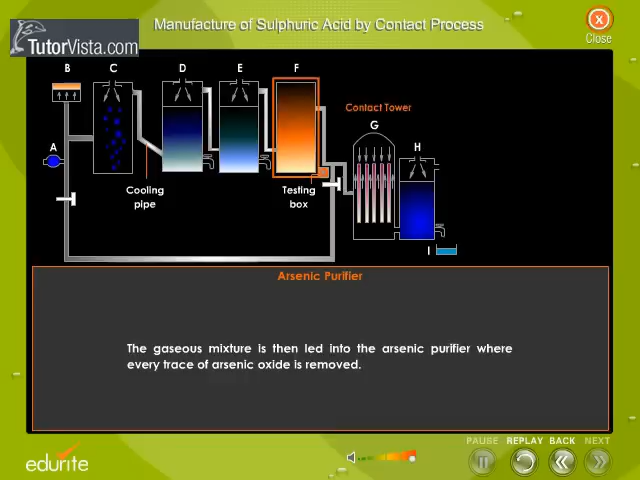 Manufacture of Sulphuric Acid by Contact Process
X
Close
TutorVista.com
B
C
D
E
F
Contact Tower
G
A
H
Cooling
pipe
Testing
box
I
Arsenic Purifier
The gaseous mixture is then led into the arsenic purifier where
every trace of arsenic oxide is removed.
PAUSE REPLAY BACK NEXT
edurite